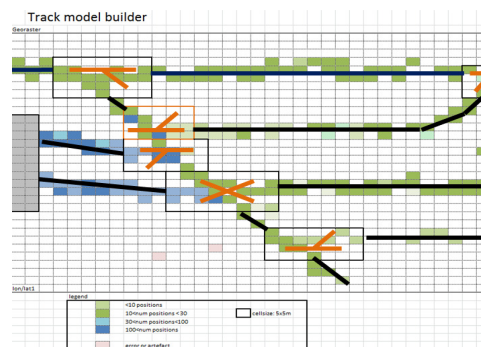 Track model builder
Georaster
lon/lat1
legend
<10 positions
10<num positions <30
30<num positions<100
100<num positions
cellsize: 5x5m
error or artefact